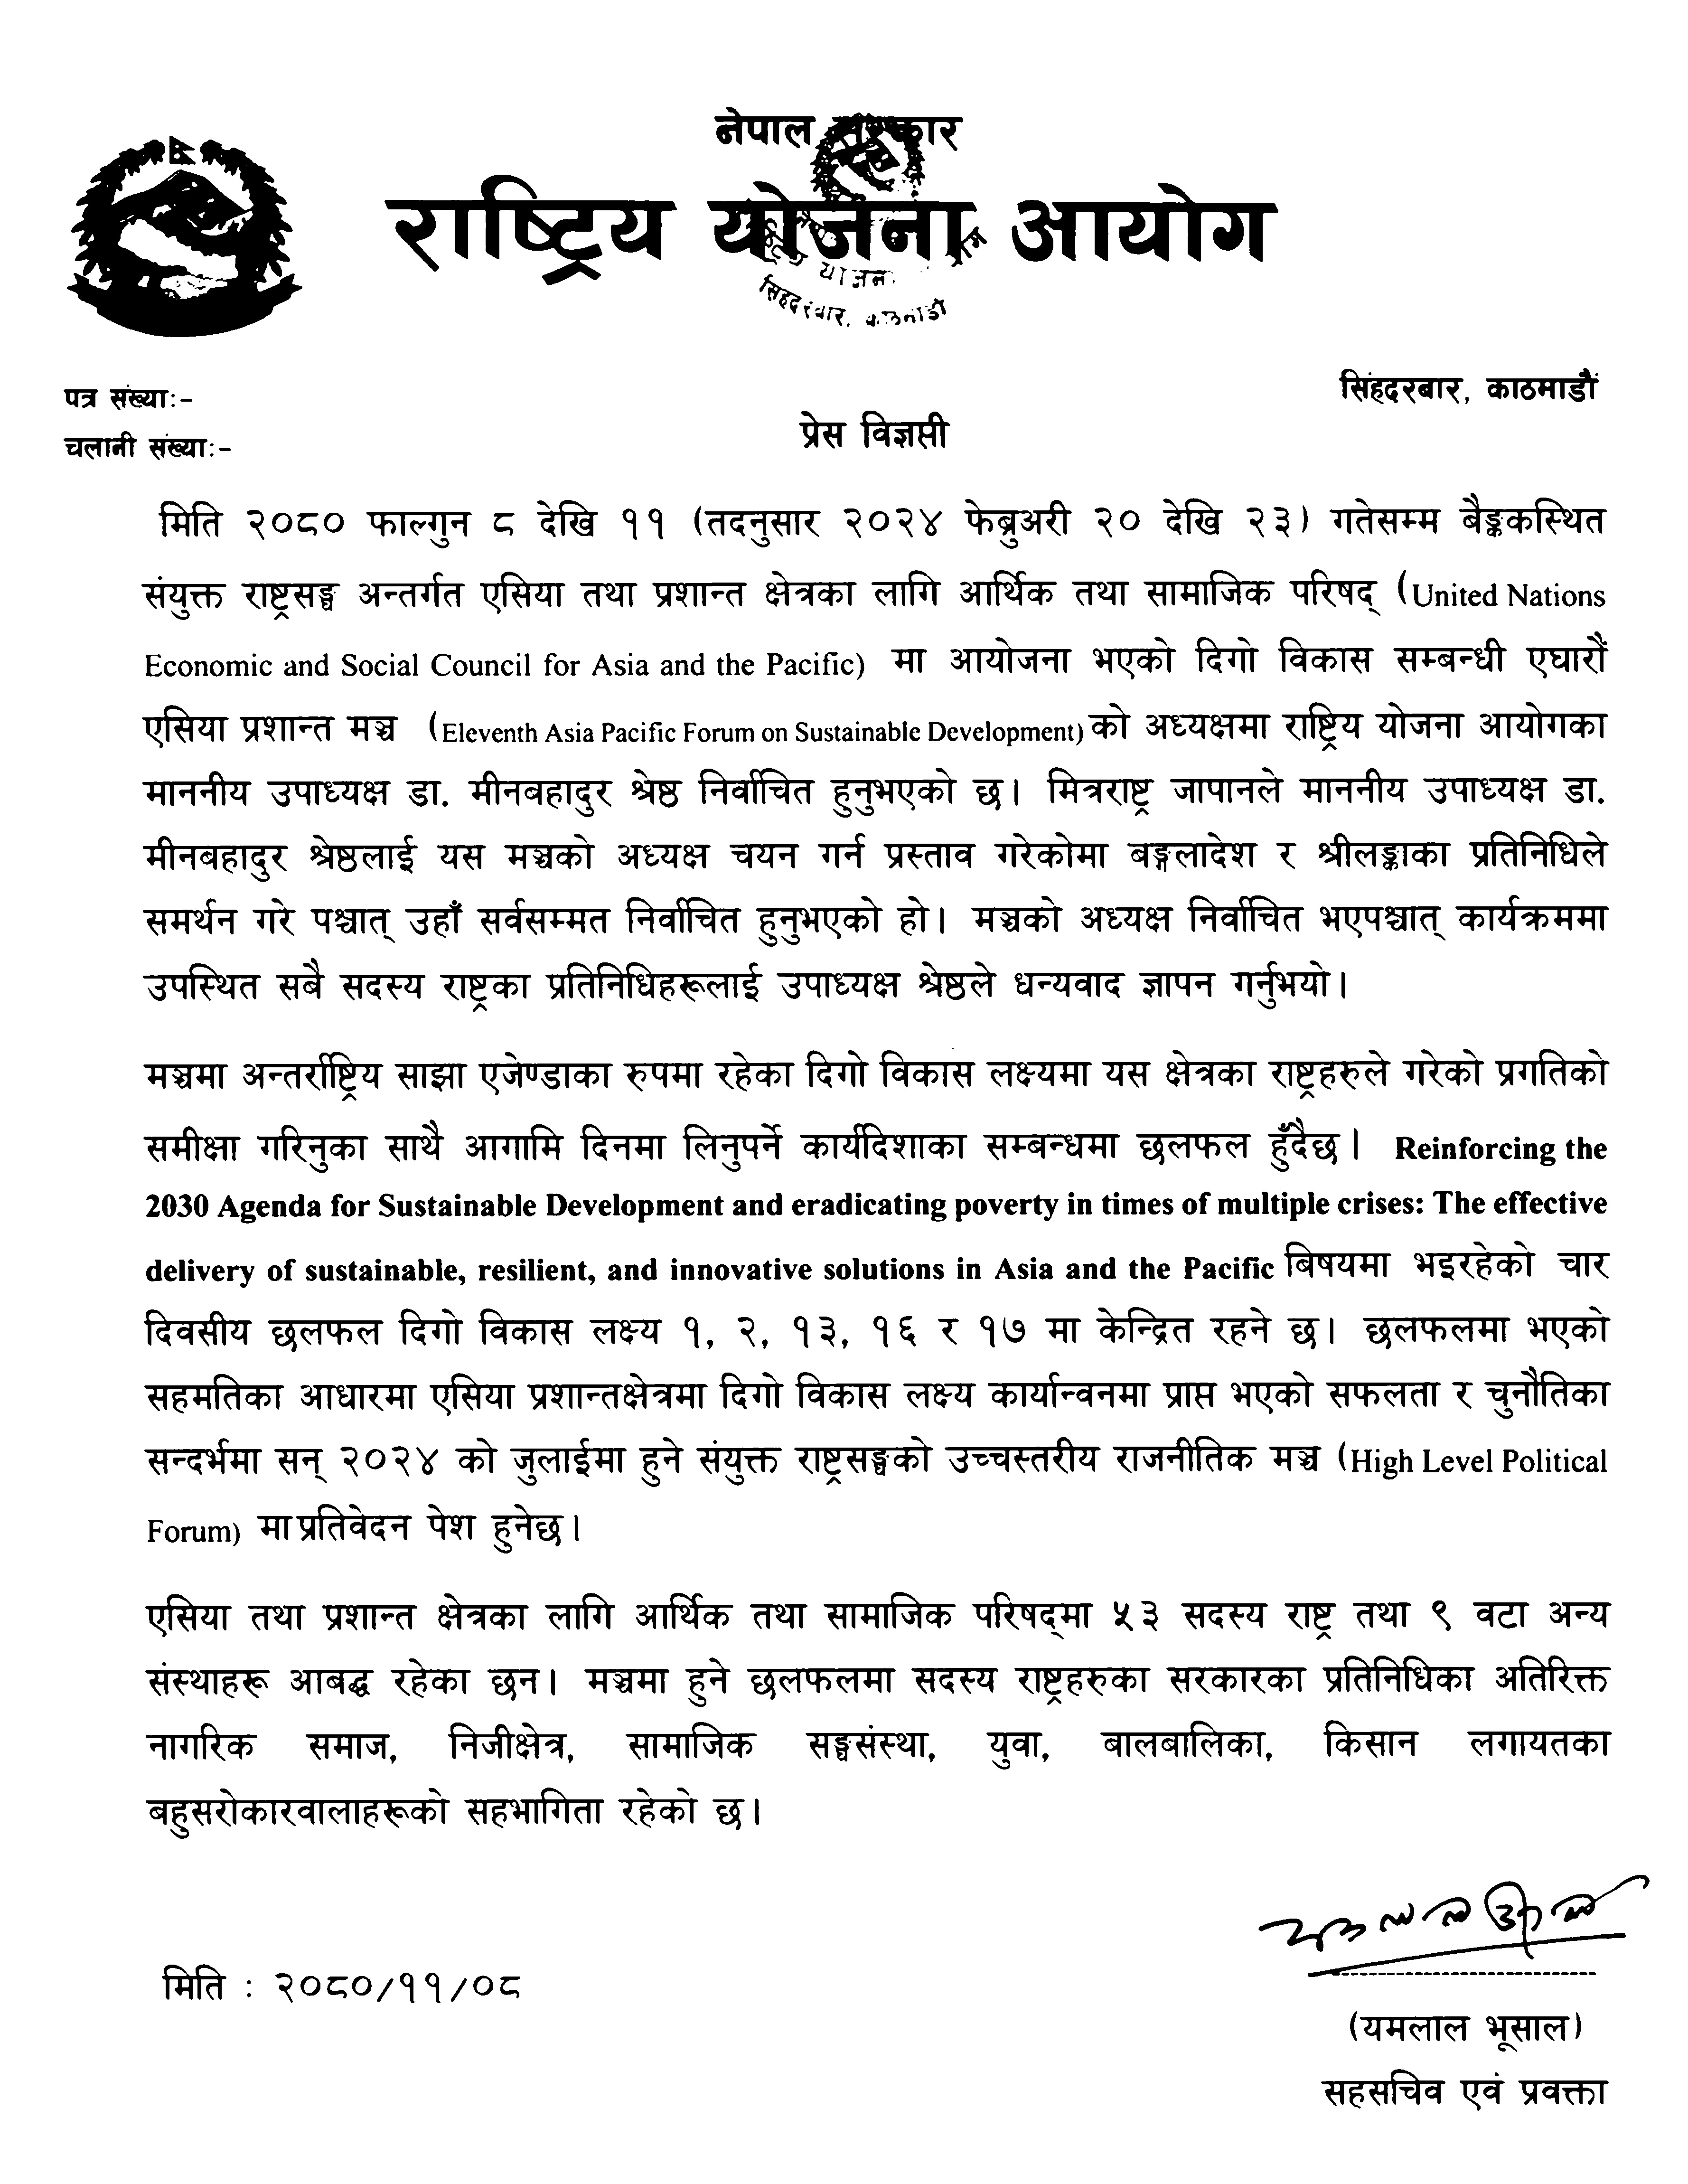 नेपाल सरकार
राष्ट्रिय योजना आयोग
सिंहदरबार, काठमाडौं
पत्र संख्या:-
चलानी संख्या:-
प्रेस विज्ञप्ती
मिति २०८० फाल्गुन ८ देखि ११ (तदनुसार २०२४ फेब्रुअरी २० देखि २३) गतेसम्म बैङ्कस्थित
संयुक्त राष्ट्रसङ्घ अन्तर्गत एसिया तथा प्रशान्त क्षेत्रका लागि आर्थिक तथा सामाजिक परिषद् (United Nations
Economic and Social Council for Asia and the Pacific) मा आयोजना भएको दिगो विकास सम्बन्धी एघारौं
एसिया प्रशान्त मञ्च (Eleventh Asia Pacific Forum on Sustainable Development) को अध्यक्षमा राष्ट्रिय योजना आयोगका
माननीय उपाध्यक्ष डा. मीनबहादुर श्रेष्ठ निर्वाचित हुनुभएको छ। मित्रराष्ट्र जापानले माननीय उपाध्यक्ष डा.
मीनबहादुर श्रेष्ठलाई यस मञ्चको अध्यक्ष चयन गर्न प्रस्ताव गरेकोमा बङ्गलादेश र श्रीलङ्काका प्रतिनिधिले
समर्थन गरे पश्चात् उहाँ सर्वसम्मत निर्वाचित हुनुभएको हो। मञ्चको अध्यक्ष निर्वाचित भएपश्चात् कार्यक्रममा
उपस्थित सबै सदस्य राष्ट्रका प्रतिनिधिहरूलाई उपाध्यक्ष श्रेष्ठले धन्यवाद ज्ञापन गर्नुभयो।
मञ्चमा अन्तर्राष्ट्रिय साझा एजेण्डाका रुपमा रहेका दिगो विकास लक्ष्यमा यस क्षेत्रका राष्ट्रहरुले गरेको प्रगतिको
समीक्षा गरिनुका साथै आगामि दिनमा लिनुपर्ने कार्यदिशाका सम्बन्धमा छलफल हुँदैछ। Reinforcing the
2030 Agenda for Sustainable Development and eradicating poverty in times of multiple crises: The effective
delivery of sustainable, resilient, and innovative solutions in Asia and the Pacific बिषयमा भइरहेको चार
दिवसीय छलफल दिगो विकास लक्ष्य १, २, १३, १६ र १७ मा केन्द्रित रहने छ। छलफलमा भएको
सहमतिका आधारमा एसिया प्रशान्तक्षेत्रमा दिगो विकास लक्ष्य कार्यान्वनमा प्राप्त भएको सफलता र चुनौतिका
सन्दर्भमा सन् २०२४ को जुलाईमा हुने संयुक्त राष्ट्रसङ्घको उच्चस्तरीय राजनीतिक मञ्च (High Level Political
Forum) मा प्रतिवेदन पेश हुनेछ।
एसिया तथा प्रशान्त क्षेत्रका लागि आर्थिक तथा सामाजिक परिषद्‌मा ५३ सदस्य राष्ट्र तथा ९ वटा अन्य
संस्थाहरू आबद्ध रहेका छन। मञ्चमा हुने छलफलमा सदस्य राष्ट्रहरुका सरकारका प्रतिनिधिका अतिरिक्त
नागरिक समाज, निजीक्षेत्र, सामाजिक सङ्घसंस्था, युवा, बालबालिका, किसान लगायतका
बहुसरोकारवालाहरूको सहभागिता रहेको छ।
मिति : २०८०/११/०८
(यमलाल भूसाल)
सहसचिव एवं प्रवक्ता